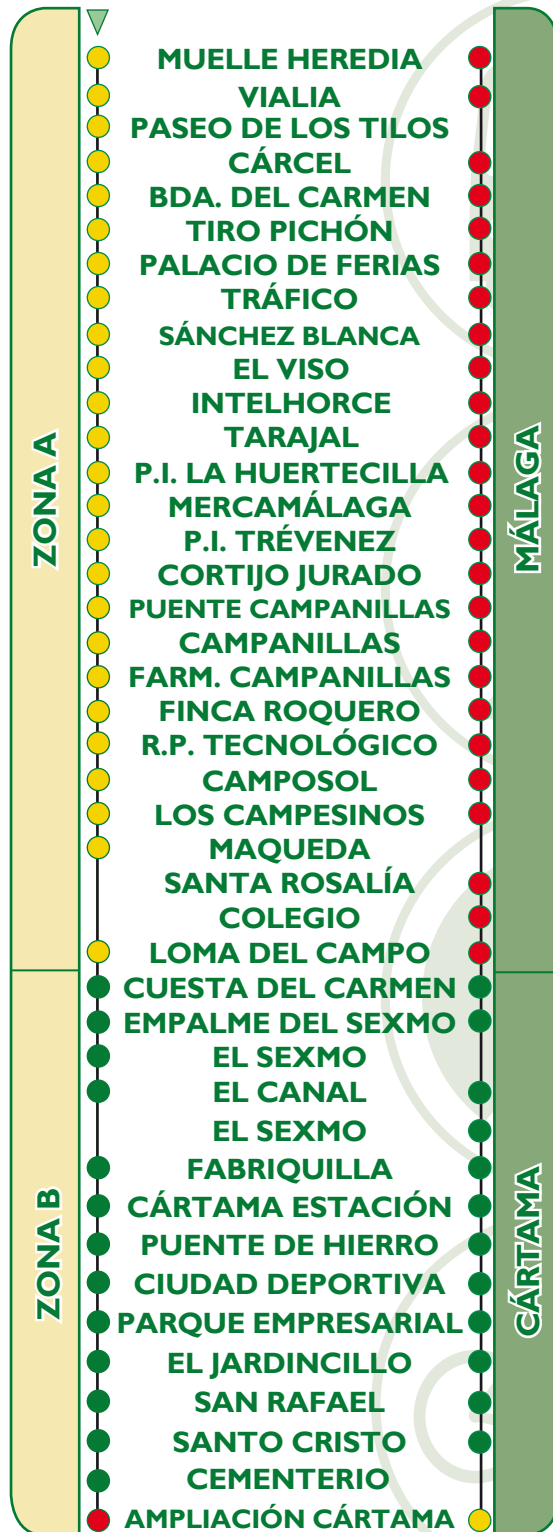 MUELLE HEREDIA
VIALIA
PASEO DE LOS TILOS
CÁRCEL
BDA. DEL CARMEN
TIRO PICHÓN
PALACIO DE FERIAS
TRÁFICO
SÁNCHEZ BLANCA
EL VISO
INTELHORCE
TARAJAL
P.I. LA HUERTECILLA
MERCAMÁLAGA
P.I. TRÉVENEZ
CORTIJO JURADO
PUENTE CAMPANILLAS
CAMPANILLAS
FARM. CAMPANILLAS
FINCA ROQUERO
R.P. TECNOLÓGICO
CAMPOSOL
LOS CAMPESINOS
MAQUEDA
SANTA ROSALÍA
COLEGIO
LOMA DEL CAMPO
CUESTA DEL CARMEN
EMPALME DEL SEXMO
EL SEXMO
EL CANAL
EL SEXMO
FABRIQUILLA
CÁRTAMA ESTACIÓN
PUENTE DE HIERRO
CIUDAD DEPORTIVA
PARQUE EMPRESARIAL
EL JARDINCILLO
SAN RAFAEL
SANTO CRISTO
CEMENTERIO
AMPLIACIÓN CÁRTAMA
ZONA A
ZONA B
MÁLAGA
CÁRTAMA